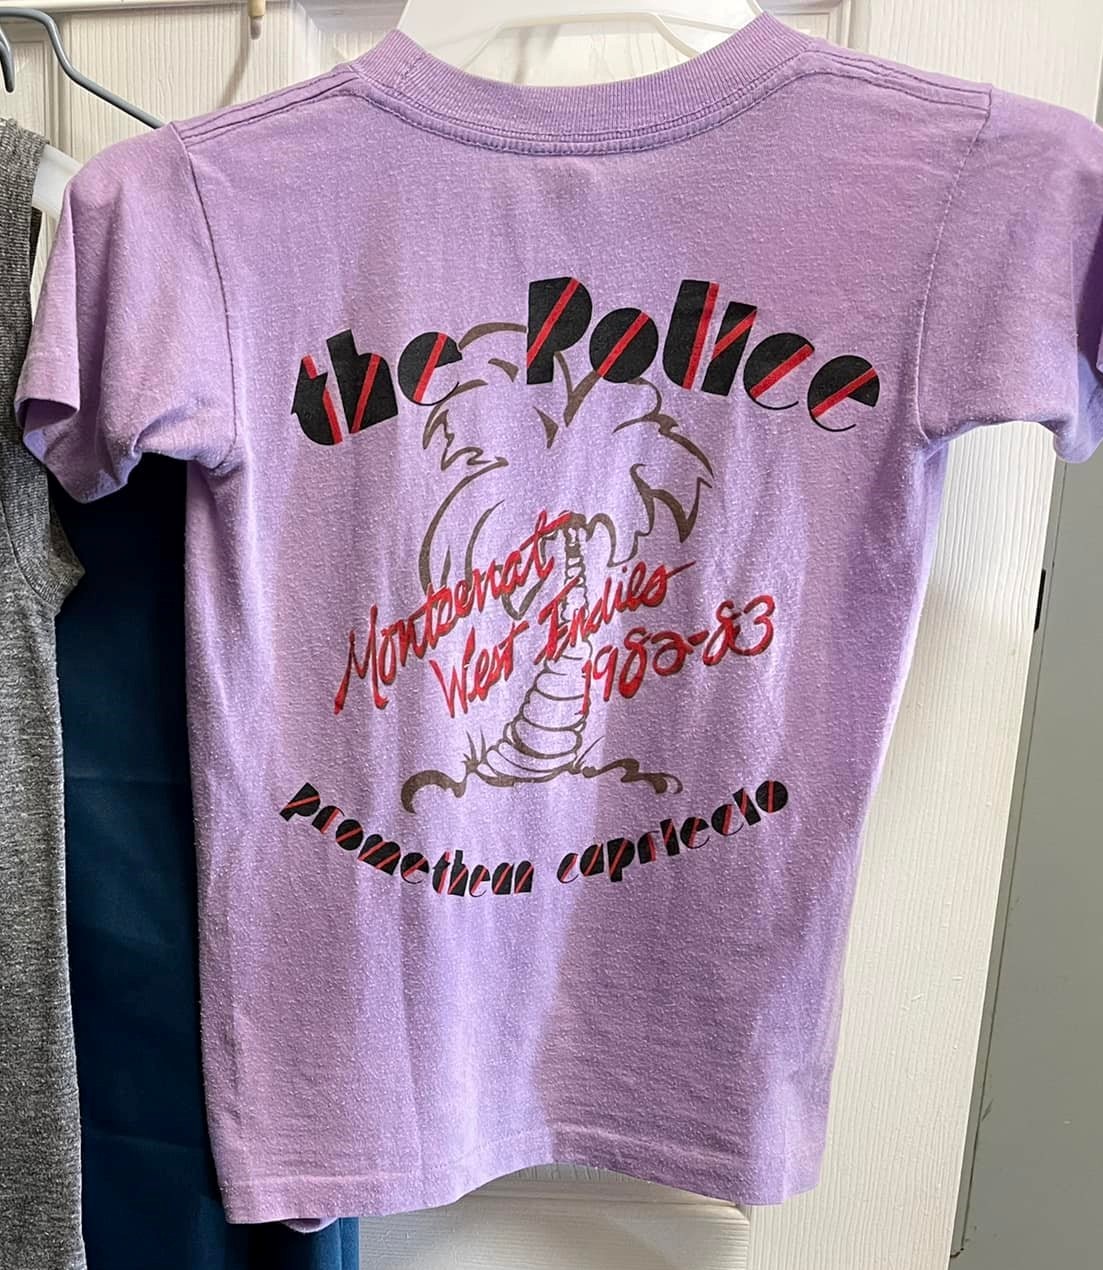 the Police
Montserrat
West Indies
1982-83
promethean capriccio